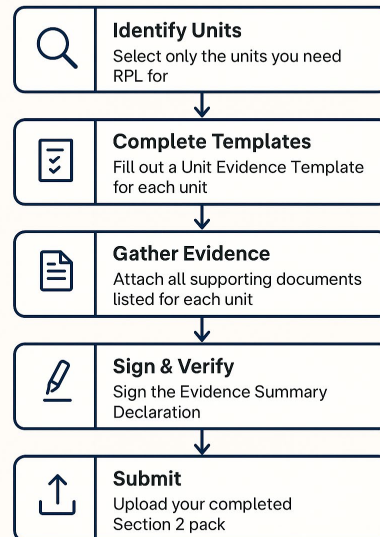 Identify Units
Select only the units you need
RPL for
Complete Templates
Fill out a Unit Evidence Template
for each unit
Gather Evidence
Attach all supporting documents
listed for each unit
Sign & Verify
Sign the Evidence Summary
Declaration
Submit
Upload your completed
Section 2 pack